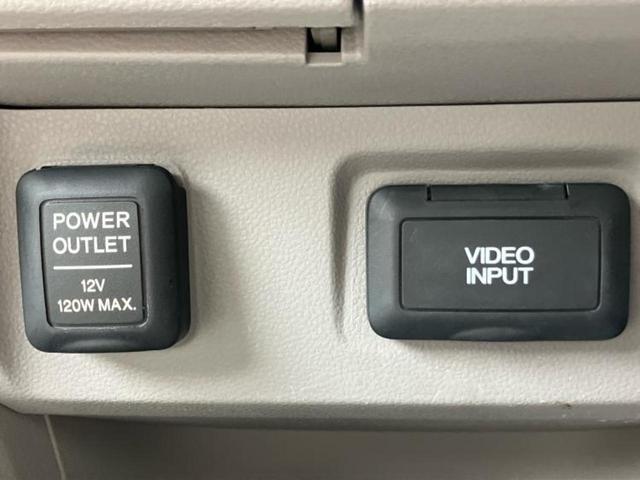 POWER
OUTLET
12V
120W MAX.
VIDEO
INPUT